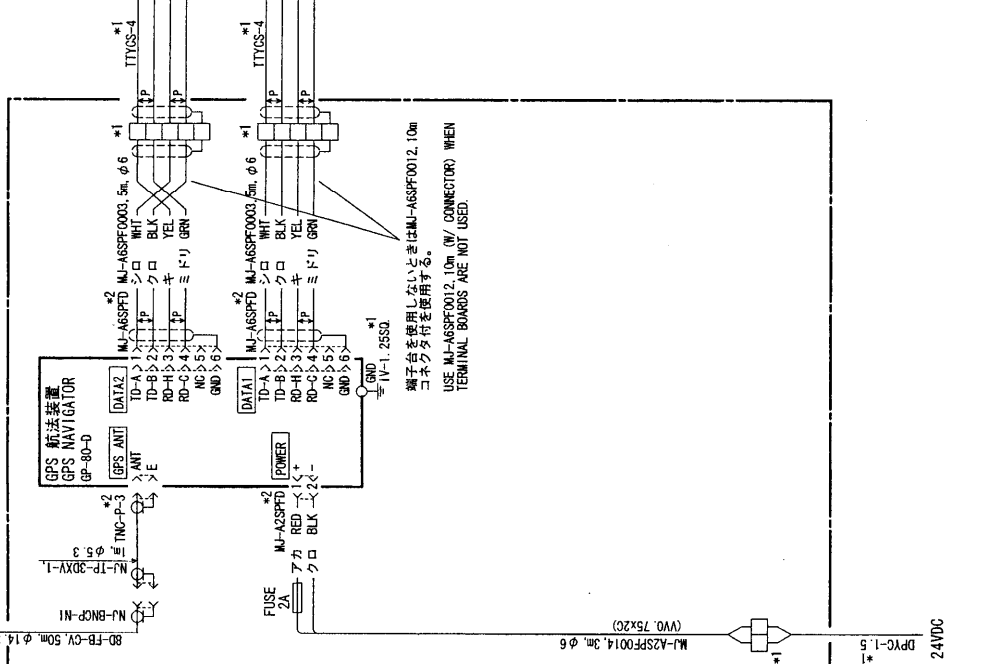 *1
TTYCS-4
*1
TTYCS-4
P
P
P
P
*1
*1
MJ-A6SPFD MJ-A6SPF0003,5m,φ6
*2
シロ WHT
クロ BLK
キ YEL
ミドリ GRN
P
P
MJ-A6SPFD MJ-A6SPF0003,5m,φ6
*2
シロ WHT
クロ BLK
キ YEL
ミドリ GRN
P
P
端子台を使用しないときはMJ-A6SPF0012,10m
コネクタ付を使用する。
USE MJ-A6SPF0012,10m (W/ CONNECTOR) WHEN
TERMINAL BOARDS ARE NOT USED.
GPS 航法装置
GPS NAVIGATOR
GP-80-D
DATA2
TD-A 1
TD-B 2
RD-H 3
RD-C 4
NC 5
GND 6
DATA1
TD-A 1
TD-B 2
RD-H 3
RD-C 4
NC 5
GND 6
*1
GND
IV-1.25SQ.
GPS ANT
ANT
E
*2
TNC-P-3
NJ-TP-3DXV-1,
1m, φ5.3
NJ-BNCP-N1
8D-FB-CV, 50m, φ14.
POWER
1 +
2 -
*2
MJ-A2SPFD
アカ RED
クロ BLK
FUSE
2A
MJ-A2SPF0014,3m, φ6
(VV0.75x2C)
*1
DPYC-1.5
*1
24VDC